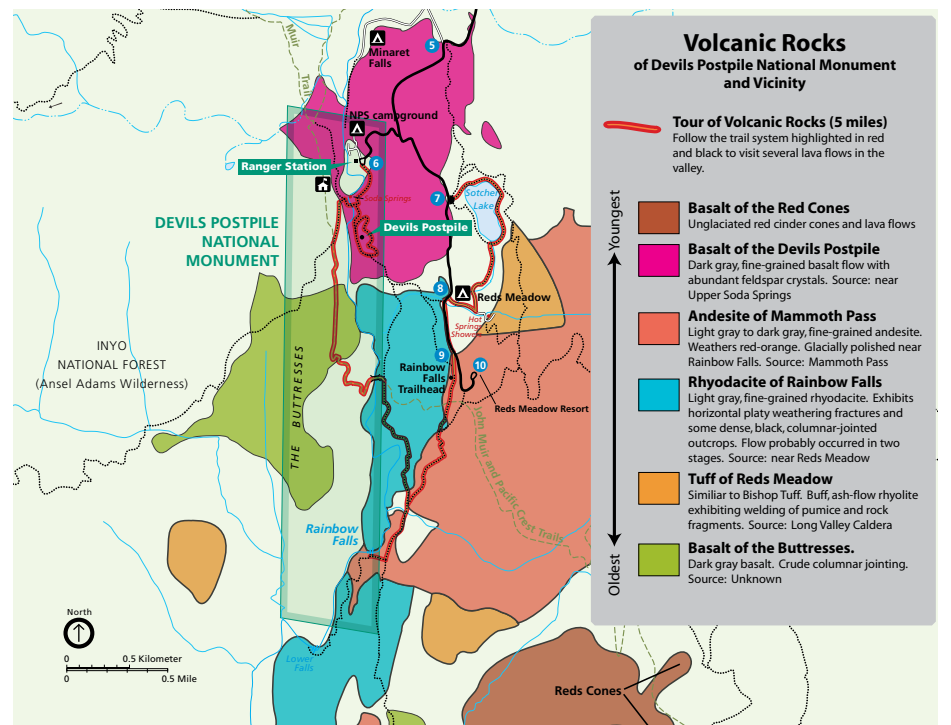 Muir
Trail
Minaret
Falls
5
NPS campground
Ranger Station
6
Soda Springs
7
Sotcher
Lake
DEVILS POSTPILE
NATIONAL
MONUMENT
Devils Postpile
8
Reds Meadow
Hot
Springs
Showers
INYO
NATIONAL FOREST
(Ansel Adams Wilderness)
THE BUTTRESSES
9
Rainbow
Falls
Trailhead
10
Reds Meadow Resort
John Muir and Pacific Crest Trails
Rainbow
Falls
North
0 0.5 Kilometer
0 0.5 Mile
Lower
Falls
Reds Cones
Volcanic Rocks
of Devils Postpile National Monument
and Vicinity
Tour of Volcanic Rocks (5 miles)
Follow the trail system highlighted in red
and black to visit several lava flows in the
valley.
Youngest
Oldest
Basalt of the Red Cones
Unglaciated red cinder cones and lava flows
Basalt of the Devils Postpile
Dark gray, fine-grained basalt flow with
abundant feldspar crystals. Source: near
Upper Soda Springs
Andesite of Mammoth Pass
Light gray to dark gray, fine-grained andesite.
Weathers red-orange. Glacially polished near
Rainbow Falls. Source: Mammoth Pass
Rhyodacite of Rainbow Falls
Light gray, fine-grained rhyodacite. Exhibits
horizontal platy weathering fractures and
some dense, black, columnar-jointed
outcrops. Flow probably occurred in two
stages. Source: near Reds Meadow
Tuff of Reds Meadow
Similiar to Bishop Tuff. Buff, ash-flow rhyolite
exhibiting welding of pumice and rock
fragments. Source: Long Valley Caldera
Basalt of the Buttresses.
Dark gray basalt. Crude columnar jointing.
Source: Unknown